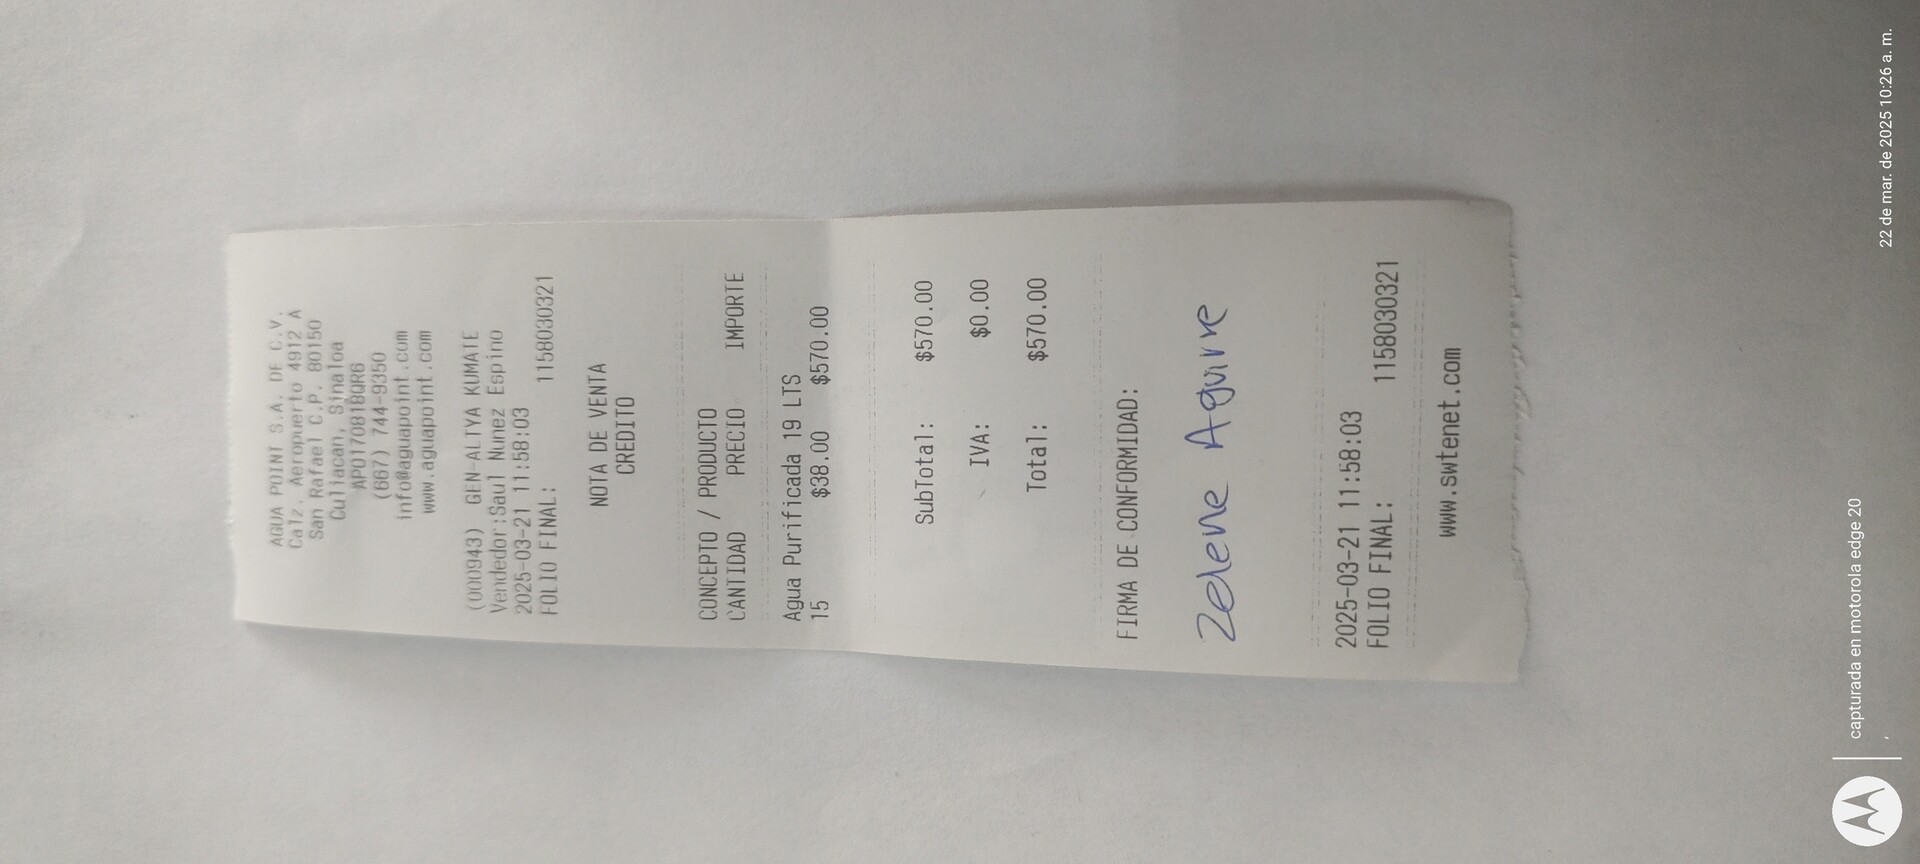 AGUA POINT S.A. DE C.V.
Calz. Aeropuerto 4912 A
San Rafael C.P. 80150
Culiacan, Sinaloa
APO170818QR6
(667) 744-9350
info@aguapoint.com
www.aguapoint.com
(000943) GEN-ALTYA KUMATE
Vendedor:Saul Nunez Espino
2025-03-21 11:58:03
FOLIO FINAL: 1158030321
NOTA DE VENTA
CREDITO
CONCEPTO / PRODUCTO
CANTIDAD PRECIO IMPORTE
Agua Purificada 19 LTS
15 $38.00 $570.00
SubTotal: $570.00
IVA: $0.00
Total: $570.00
FIRMA DE CONFORMIDAD:
Zelene Aguirre
2025-03-21 11:58:03
FOLIO FINAL: 1158030321
www.swtenet.com
capturada en motorola edge 20
22 de mar. de 2025 10:26 a. m.